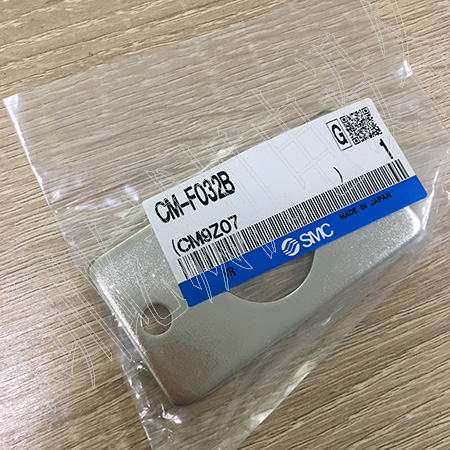 G
CM-F032B
1
(CM9Z07 )
SMC
MADE IN JAPAN